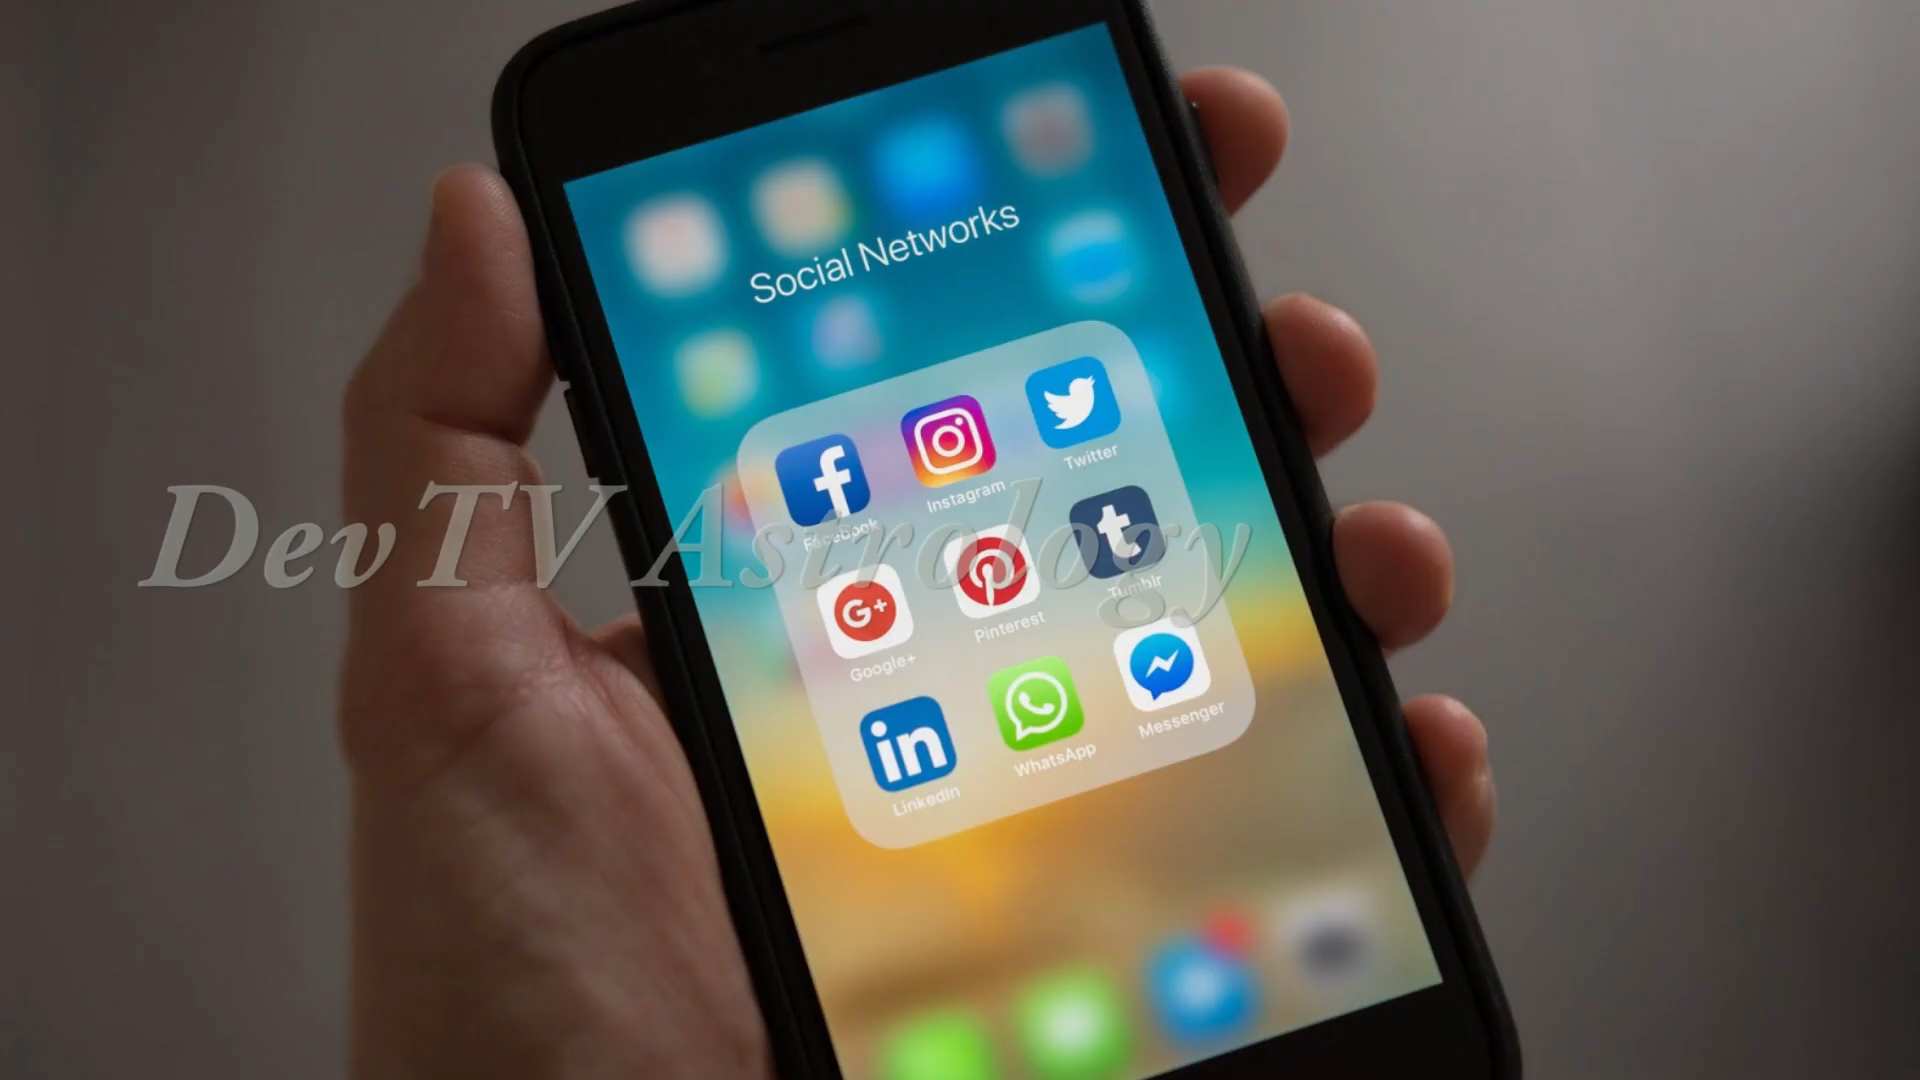 Social Networks
Facebook
Instagram
Twitter
Google+
Pinterest
Tumblr
LinkedIn
WhatsApp
Messenger
DevTV Astrology